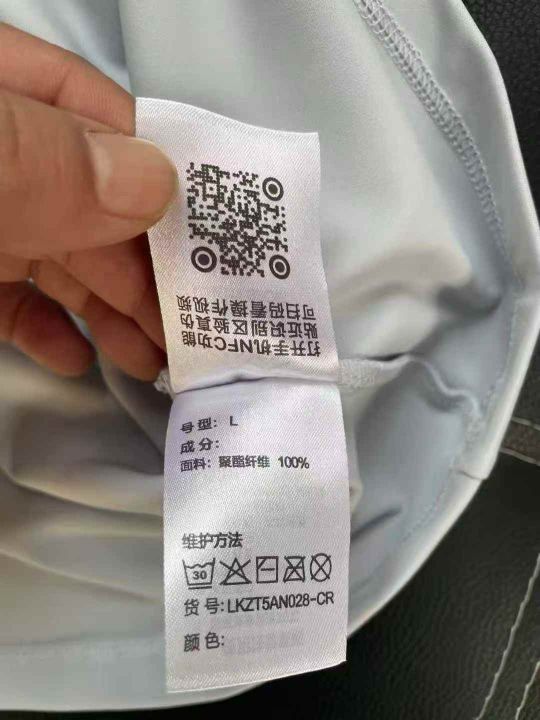 打开手机NFC功能
贴近识别区验真伪
可扫码看操作视频
号型: L
成分:
面料: 聚酯纤维 100%
维护方法
30
货号:LKZT5AN028-CR
颜色: